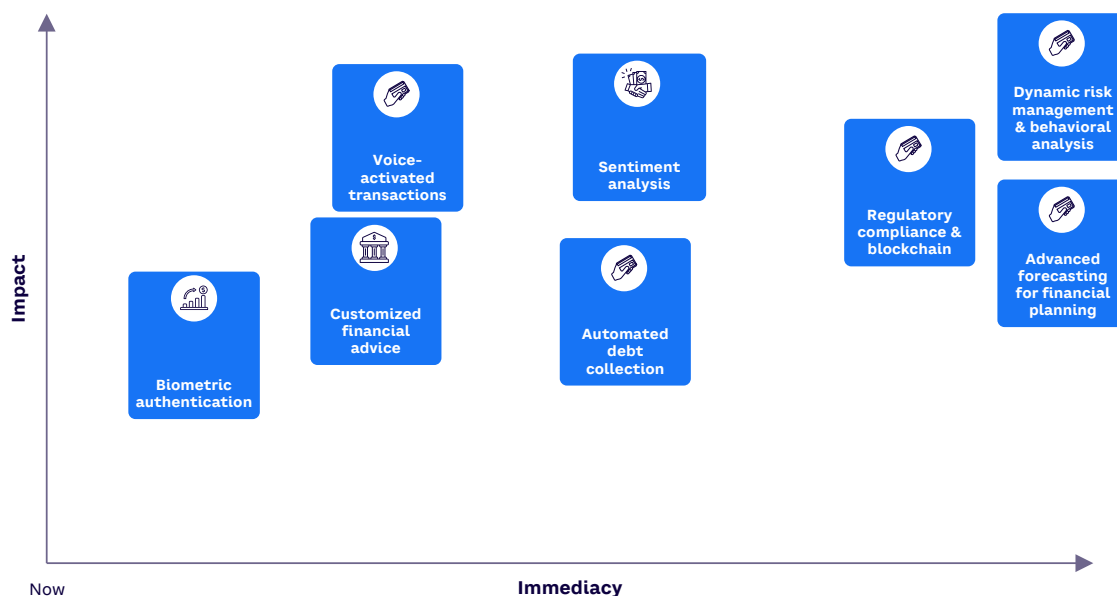 Dynamic risk
management
& behavioral
analysis
Voice-
activated
transactions
Sentiment
analysis
Regulatory
compliance &
blockchain
Advanced
forecasting
for financial
planning
Customized
financial
advice
Automated
debt
collection
Biometric
authentication
Impact
Now
Immediacy